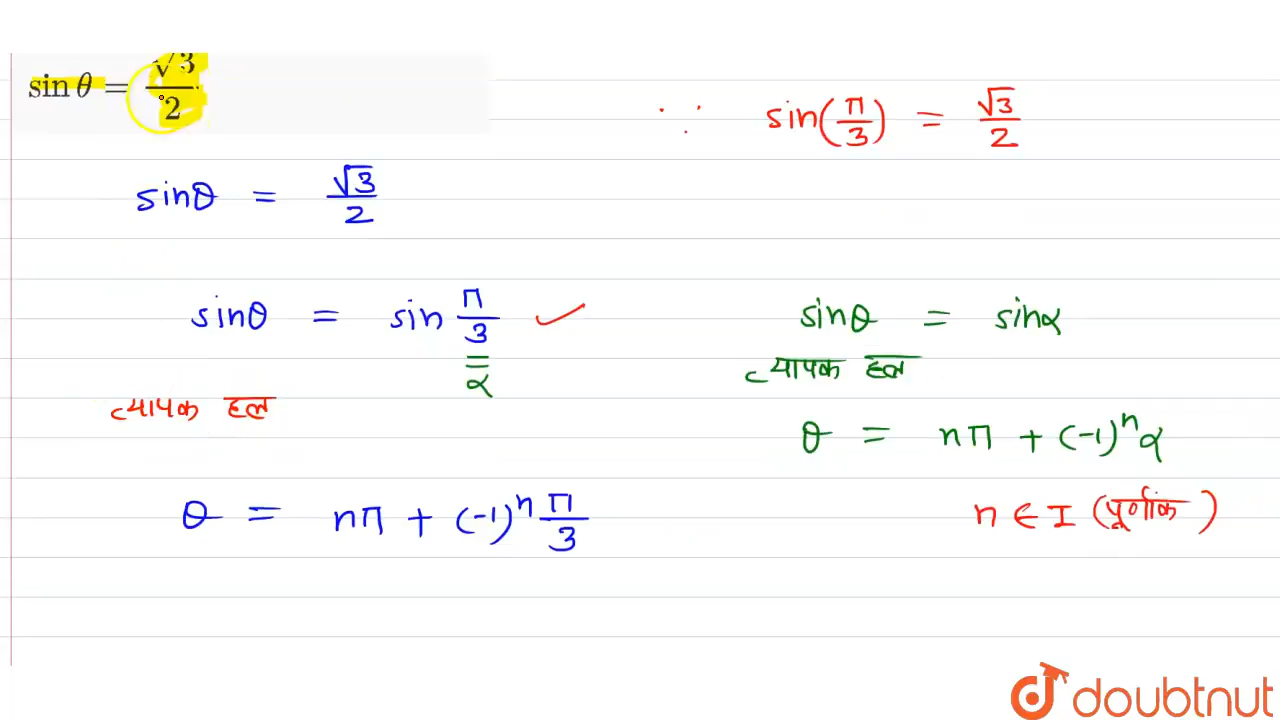 sin θ = √3/2
∵ sin(π/3) = √3/2
sinθ = √3/2
sinθ = sin π/3 ✓
= α
व्यापक हल
θ = nπ + (-1)^n π/3
sinθ = sinα
व्यापक हल
θ = nπ + (-1)^n α
n ∈ I (पूर्णांक)
doubtnut